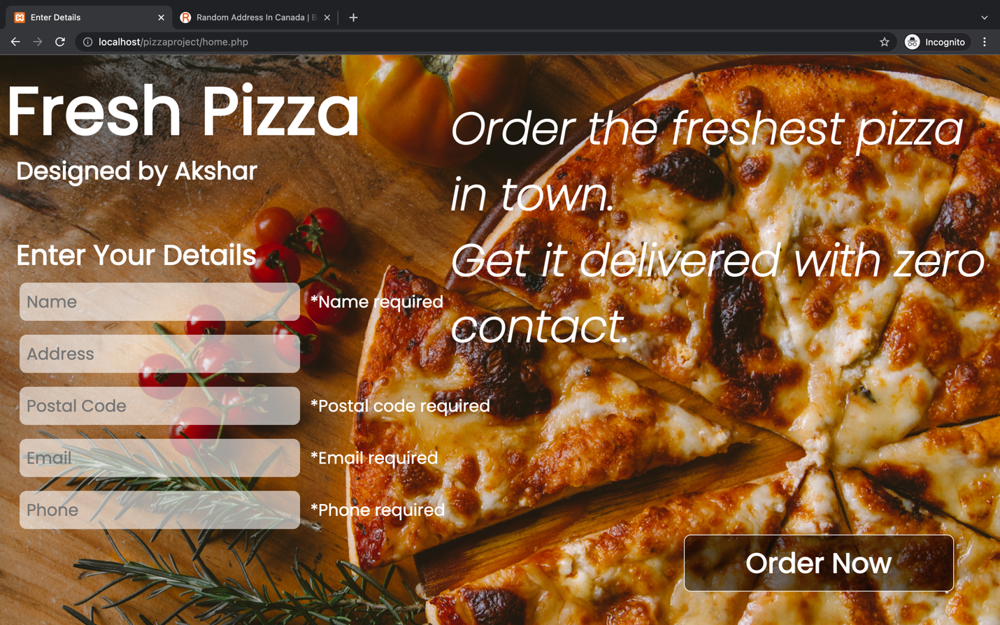 Enter Details
Random Address In Canada | B
localhost/pizzaproject/home.php
Incognito
Fresh Pizza
Designed by Akshar
Order the freshest pizza
in town.
Get it delivered with zero
contact.
Enter Your Details
Name
*Name required
Address
Postal Code
*Postal code required
Email
*Email required
Phone
*Phone required
Order Now